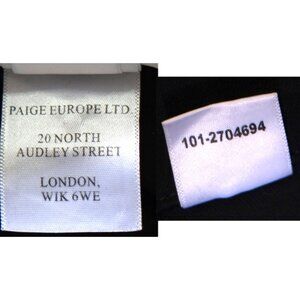 PAIGE EUROPE LTD
20 NORTH
AUDLEY STREET
LONDON,
WIK 6WE
101-2704694